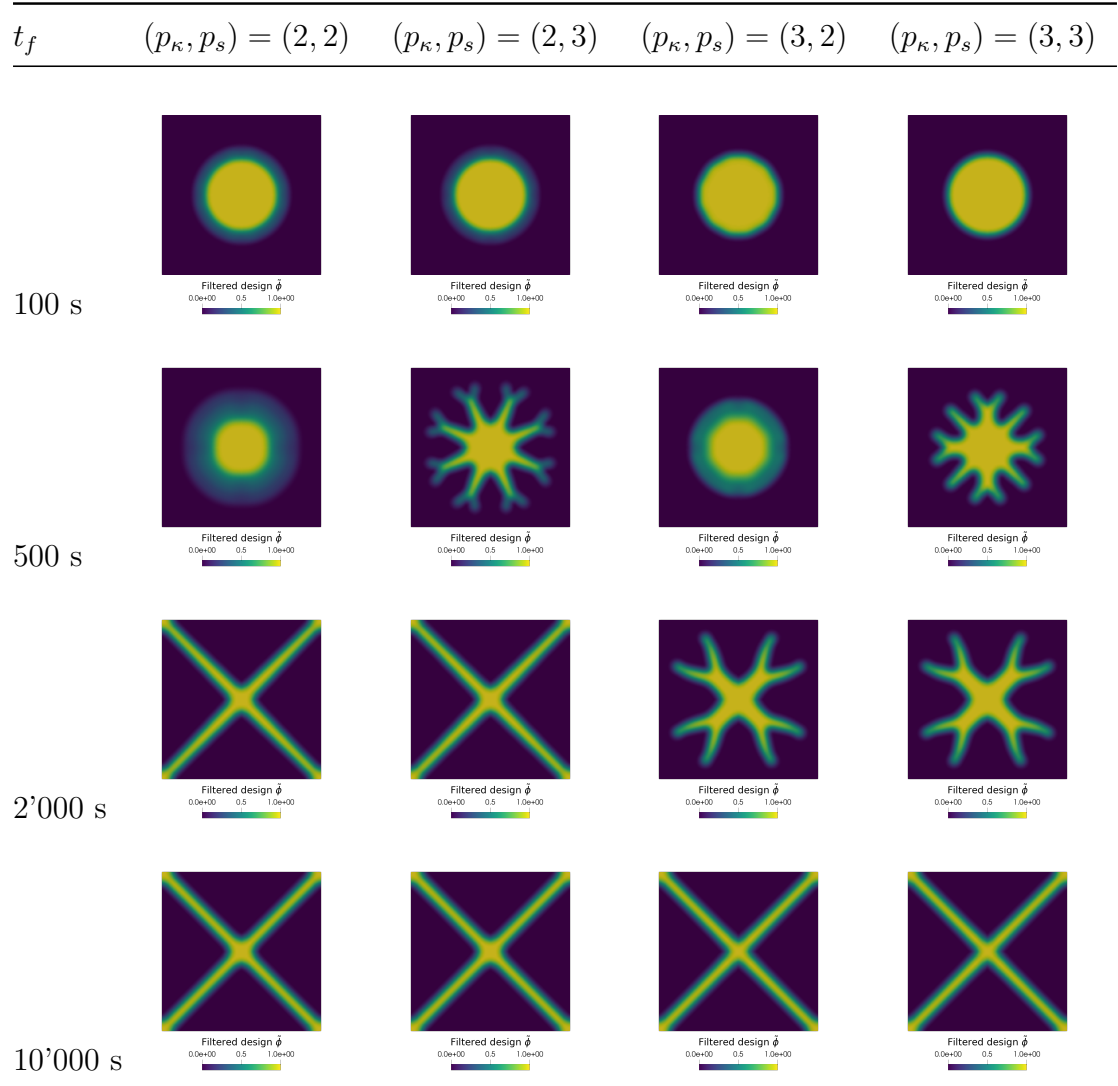 t_f (p_κ, p_s) = (2, 2) (p_κ, p_s) = (2, 3) (p_κ, p_s) = (3, 2) (p_κ, p_s) = (3, 3)
Filtered design ϕ̃ Filtered design ϕ̃ Filtered design ϕ̃ Filtered design ϕ̃
0.0e+00 0.5 1.0e+00 0.0e+00 0.5 1.0e+00 0.0e+00 0.5 1.0e+00 0.0e+00 0.5 1.0e+00
100 s
Filtered design ϕ̃ Filtered design ϕ̃ Filtered design ϕ̃ Filtered design ϕ̃
0.0e+00 0.5 1.0e+00 0.0e+00 0.5 1.0e+00 0.0e+00 0.5 1.0e+00 0.0e+00 0.5 1.0e+00
500 s
Filtered design ϕ̃ Filtered design ϕ̃ Filtered design ϕ̃ Filtered design ϕ̃
0.0e+00 0.5 1.0e+00 0.0e+00 0.5 1.0e+00 0.0e+00 0.5 1.0e+00 0.0e+00 0.5 1.0e+00
2'000 s
Filtered design ϕ̃ Filtered design ϕ̃ Filtered design ϕ̃ Filtered design ϕ̃
0.0e+00 0.5 1.0e+00 0.0e+00 0.5 1.0e+00 0.0e+00 0.5 1.0e+00 0.0e+00 0.5 1.0e+00
10'000 s